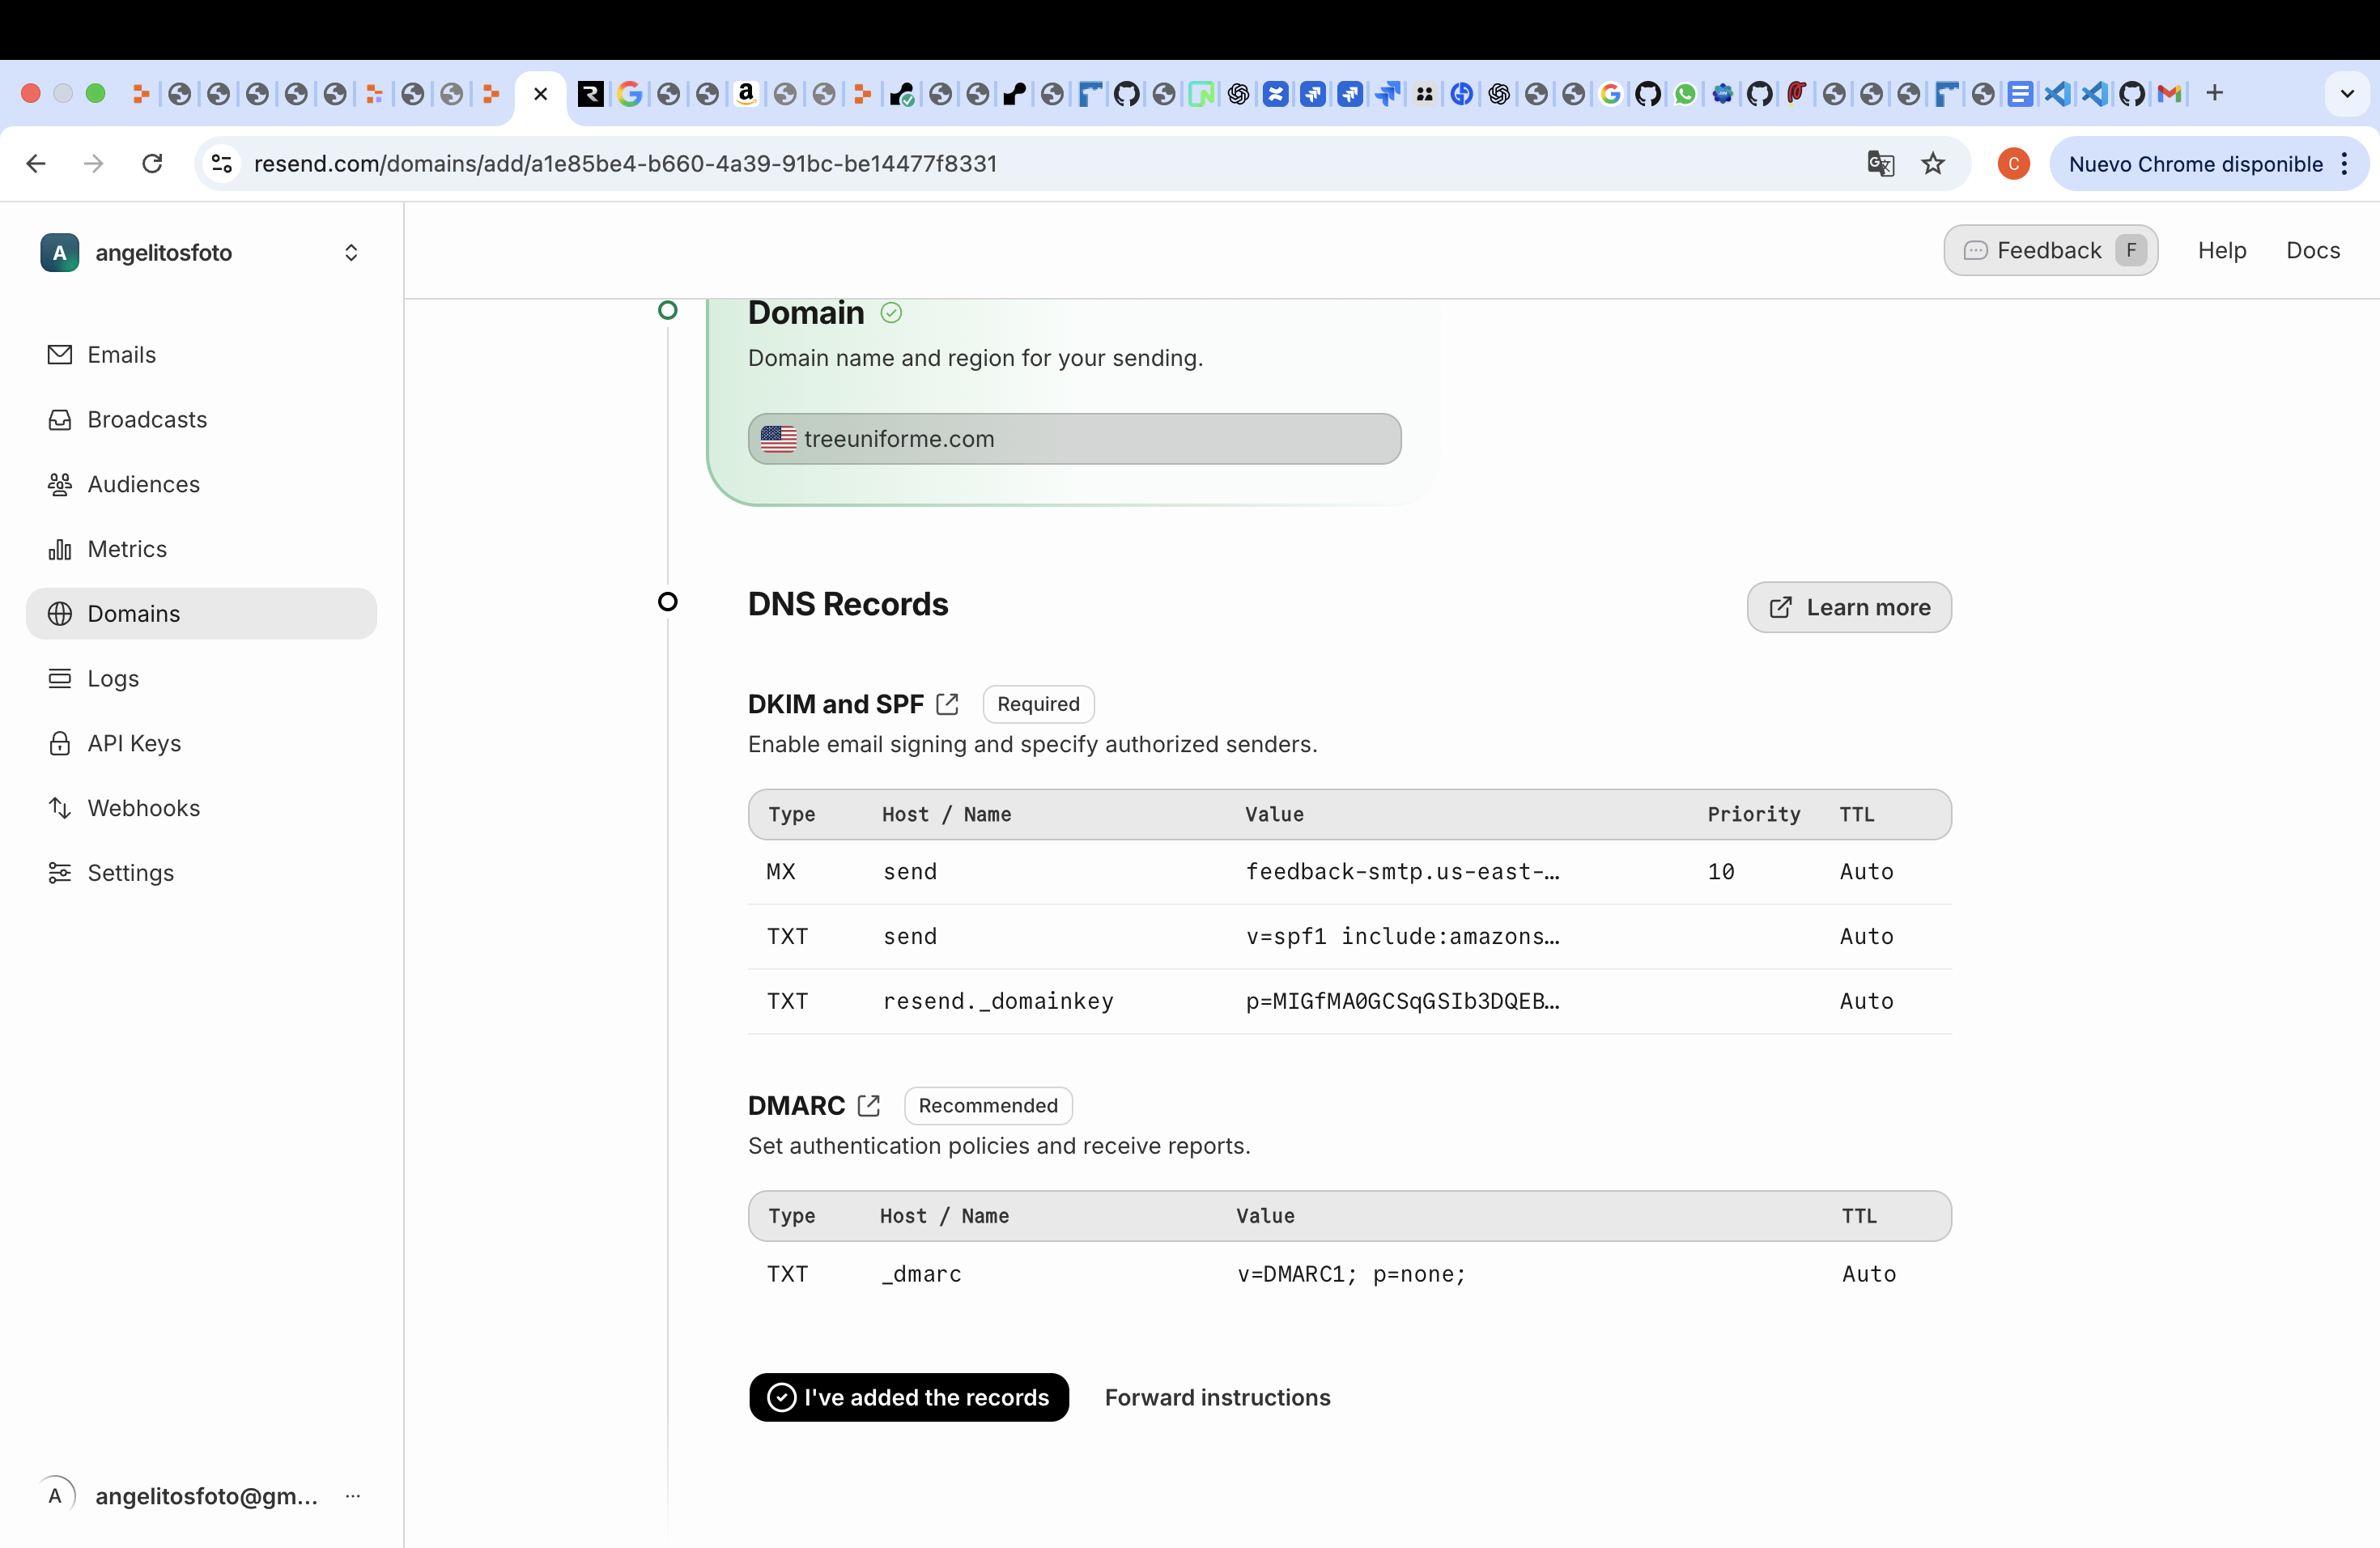 resend.com/domains/add/a1e85be4-b660-4a39-91bc-be14477f8331
C
Nuevo Chrome disponible
A
angelitosfoto
Feedback F
Help
Docs
Emails
Broadcasts
Audiences
Metrics
Domains
Logs
API Keys
Webhooks
Settings
A
angelitosfoto@gm...
...
Domain
Domain name and region for your sending.
treeuniforme.com
DNS Records
Learn more
DKIM and SPF Required
Enable email signing and specify authorized senders.
Type Host / Name Value Priority TTL
MX send feedback-smtp.us-east-… 10 Auto
TXT send v=spf1 include:amazons… Auto
TXT resend._domainkey p=MIGfMA0GCSqGSIb3DQEB… Auto
DMARC Recommended
Set authentication policies and receive reports.
Type Host / Name Value TTL
TXT _dmarc v=DMARC1; p=none; Auto
I've added the records
Forward instructions